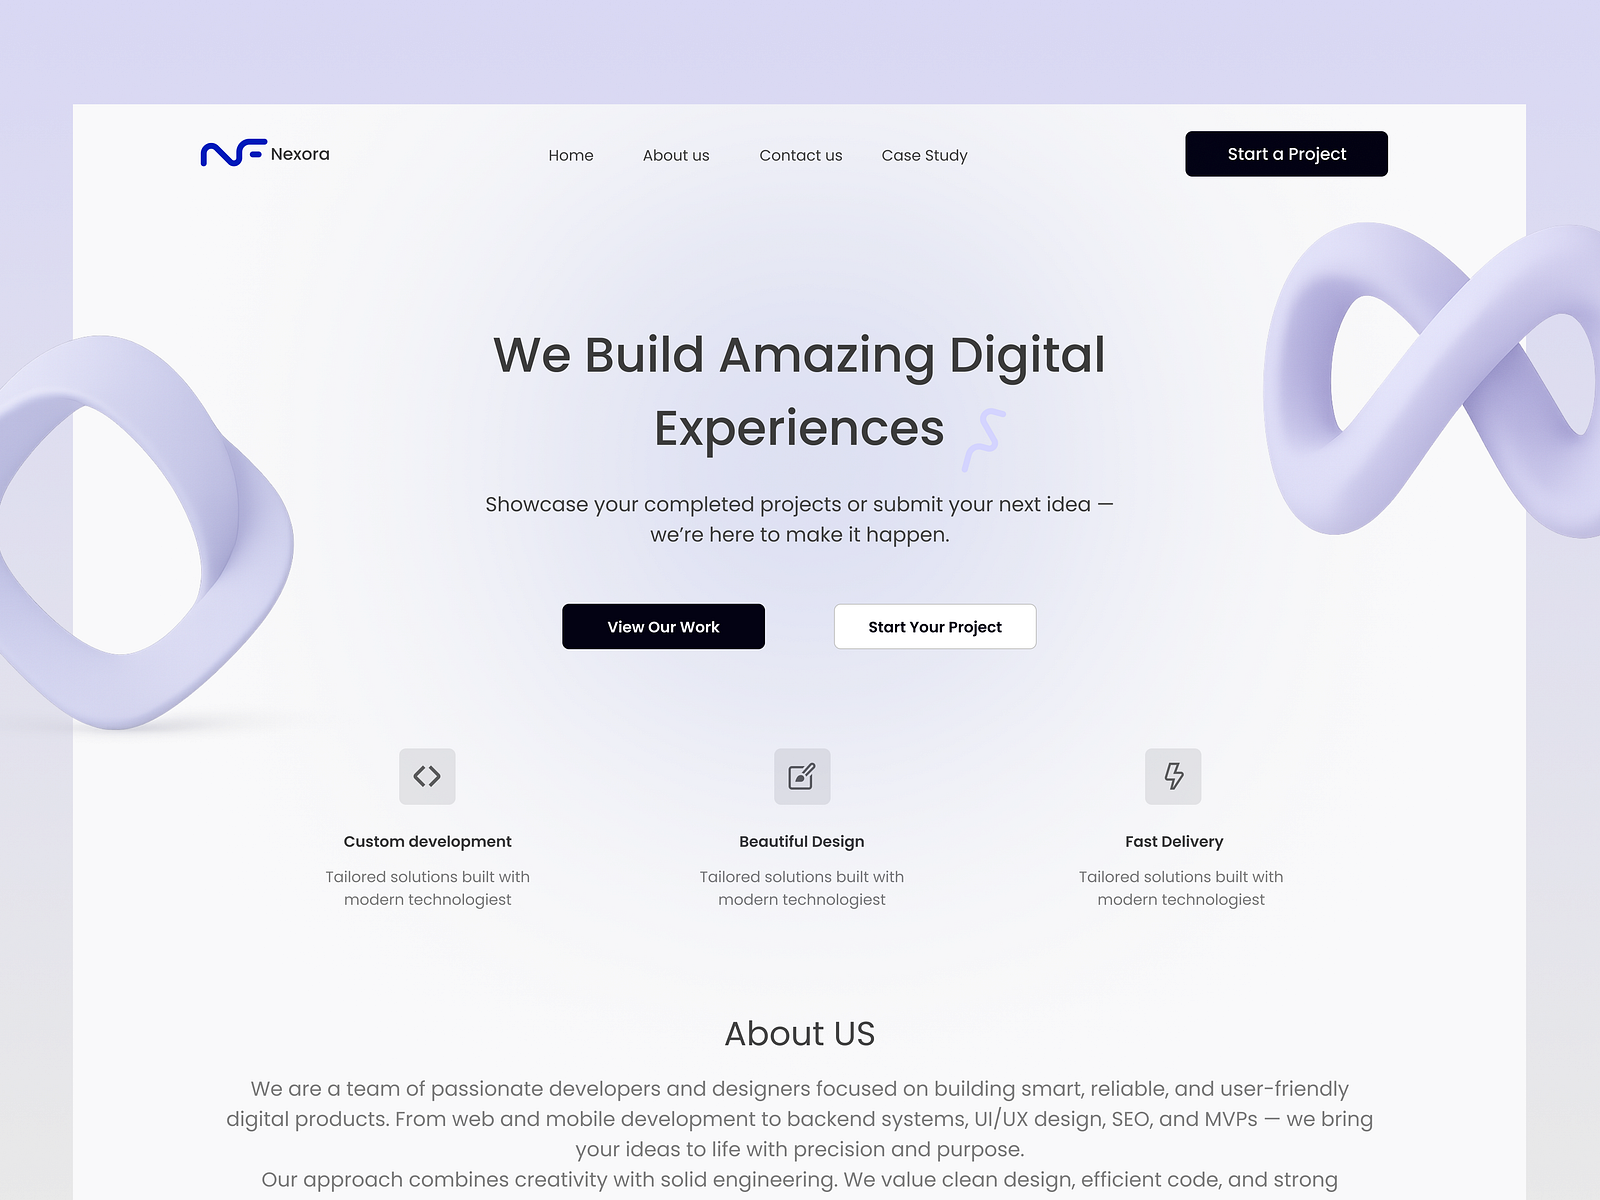 Nexora
Home
About us
Contact us
Case Study
Start a Project
We Build Amazing Digital
Experiences
Showcase your completed projects or submit your next idea —
we’re here to make it happen.
View Our Work
Start Your Project
Custom development
Tailored solutions built with
modern technologiest
Beautiful Design
Tailored solutions built with
modern technologiest
Fast Delivery
Tailored solutions built with
modern technologiest
About US
We are a team of passionate developers and designers focused on building smart, reliable, and user-friendly
digital products. From web and mobile development to backend systems, UI/UX design, SEO, and MVPs — we bring
your ideas to life with precision and purpose.
Our approach combines creativity with solid engineering. We value clean design, efficient code, and strong